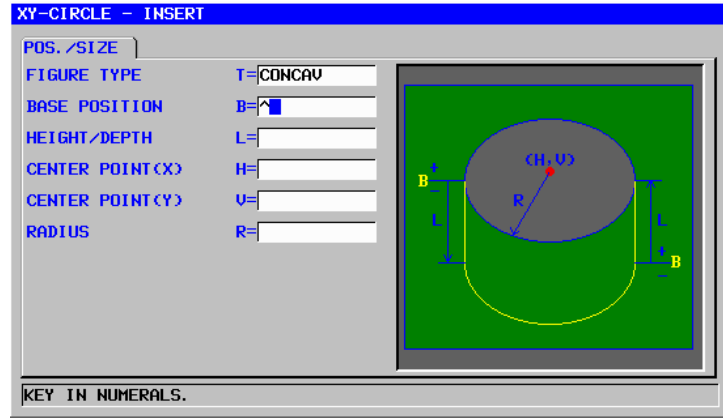 XY-CIRCLE - INSERT
POS./SIZE
FIGURE TYPE T=CONCAV
BASE POSITION B=^
HEIGHT/DEPTH L=
CENTER POINT(X) H=
CENTER POINT(Y) V=
RADIUS R=
(H,V)
B + -
R
L L
+ B -
KEY IN NUMERALS.